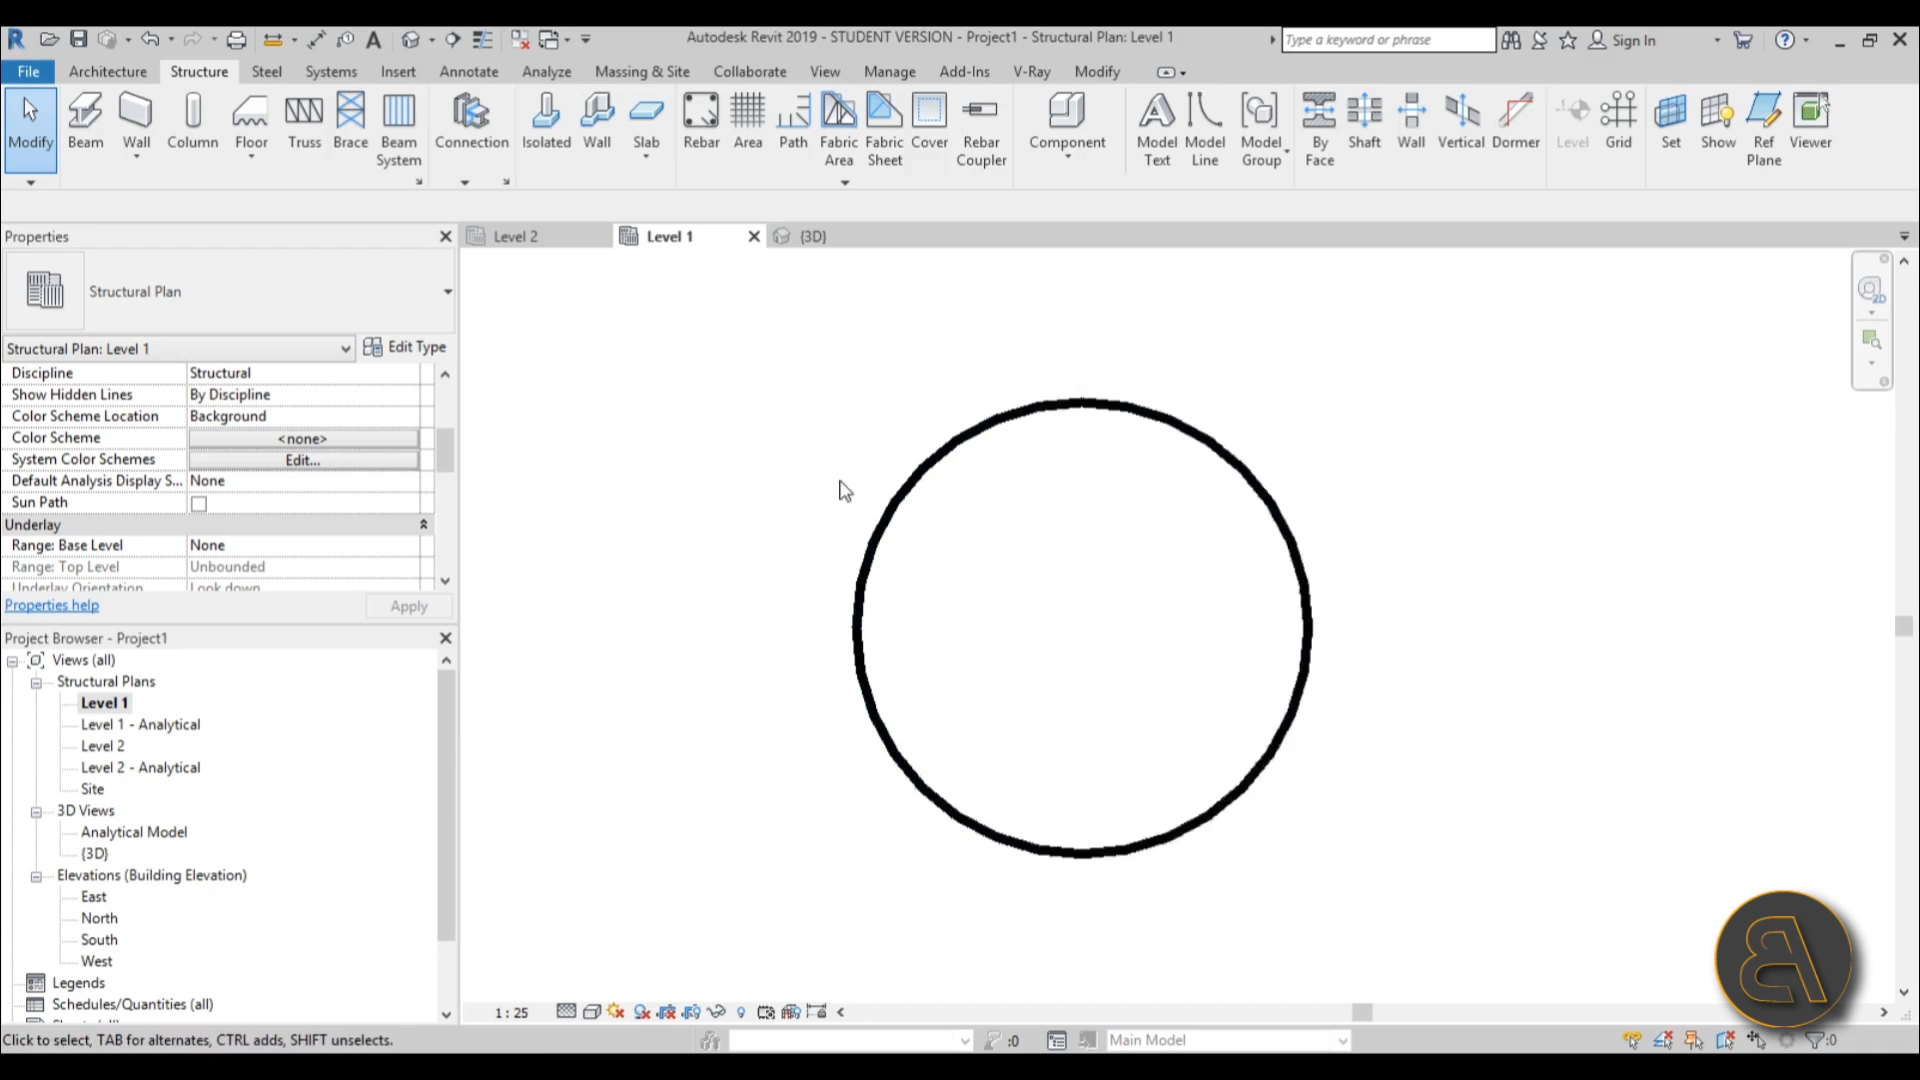 Autodesk Revit 2019 - STUDENT VERSION - Project1 - Structural Plan: Level 1
Type a keyword or phrase
Sign In
File Architecture Structure Steel Systems Insert Annotate Analyze Massing & Site Collaborate View Manage Add-Ins V-Ray Modify
Modify Beam Wall Column Floor Truss Brace Beam System Connection Isolated Wall Slab Rebar Area Path Fabric Area Fabric Sheet Cover Rebar Coupler Component Model Text Model Line Model Group By Face Shaft Wall Vertical Dormer Level Grid Set Show Ref Plane Viewer
Properties
Level 2
Level 1
{3D}
Structural Plan
Structural Plan: Level 1
Edit Type
Discipline Structural
Show Hidden Lines By Discipline
Color Scheme Location Background
Color Scheme <none>
System Color Schemes Edit...
Default Analysis Display S... None
Sun Path
Underlay
Range: Base Level None
Range: Top Level Unbounded
Underlay Orientation Look down
Properties help
Apply
Project Browser - Project1
Views (all)
Structural Plans
Level 1
Level 1 - Analytical
Level 2
Level 2 - Analytical
Site
3D Views
Analytical Model
{3D}
Elevations (Building Elevation)
East
North
South
West
Legends
Schedules/Quantities (all)
2D
1 : 25
Click to select, TAB for alternates, CTRL adds, SHIFT unselects.
:0
Main Model
:0